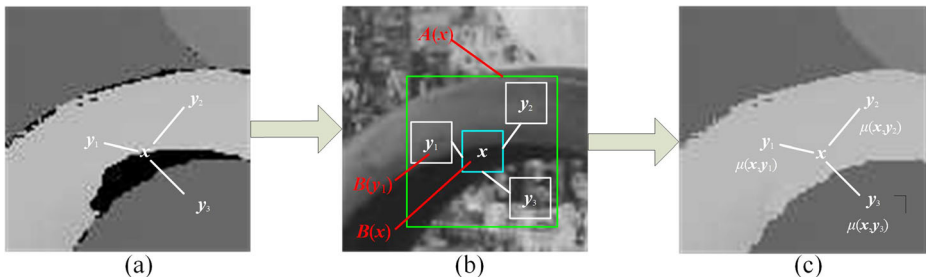 y₁
y₂
x
y₃
(a)
A(x)
y₁
y₂
x
y₃
B(y₁)
B(x)
(b)
y₁
y₂
x
y₃
μ(x,y₁)
μ(x,y₂)
μ(x,y₃)
(c)